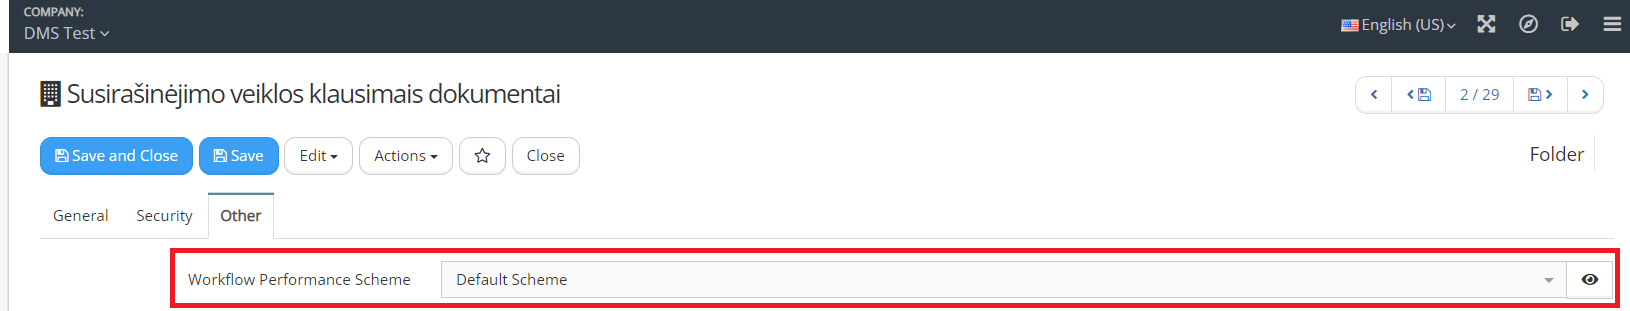 COMPANY:
DMS Test
English (US)
Susirašinėjimo veiklos klausimais dokumentai
2 / 29
Save and Close
Save
Edit
Actions
Close
Folder
General
Security
Other
Workflow Performance Scheme
Default Scheme